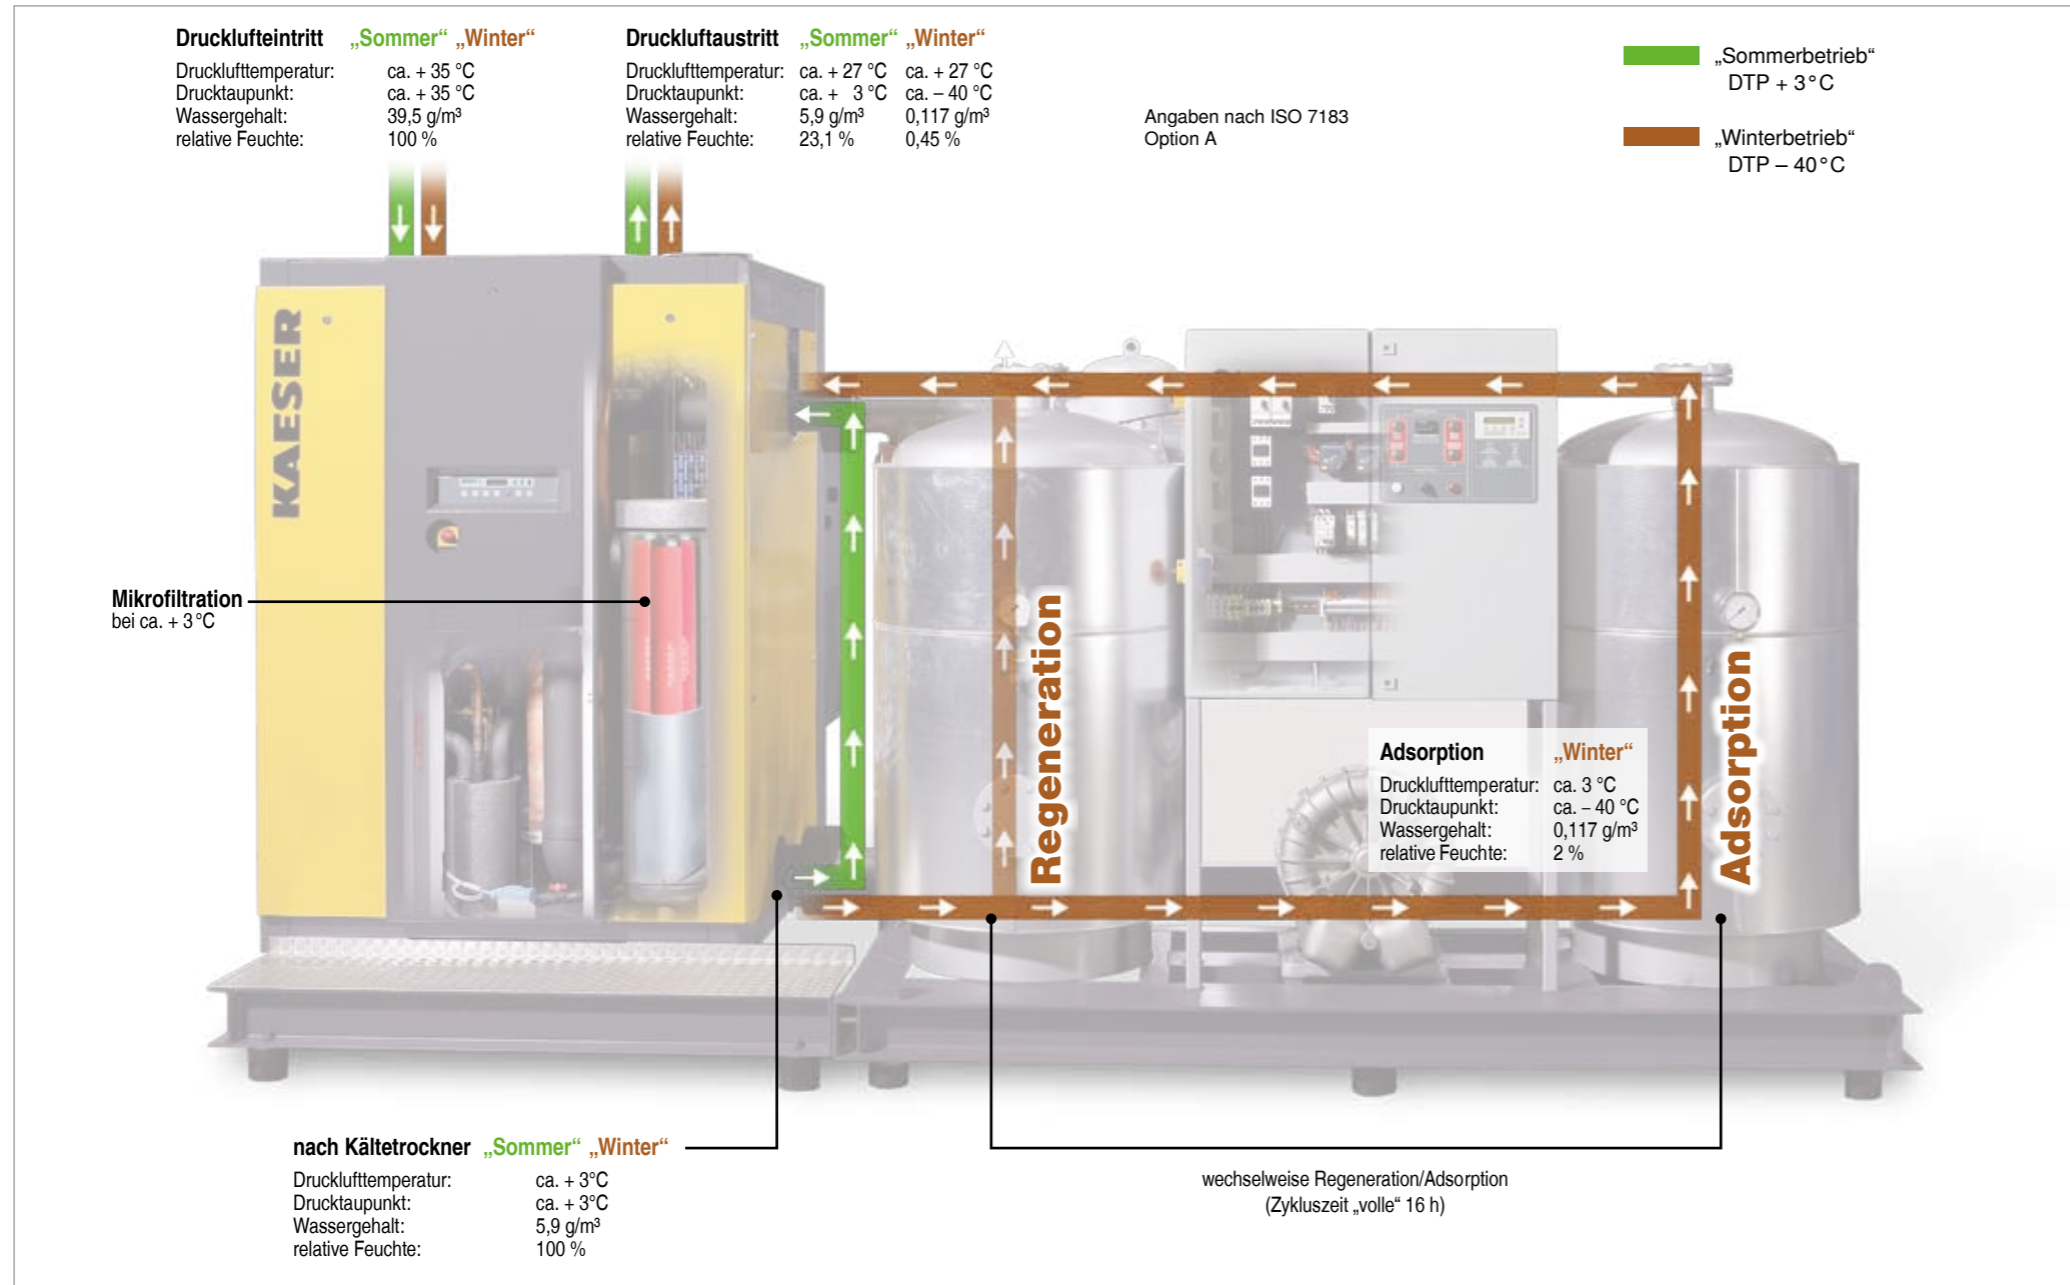 Drucklufteintritt „Sommer“ „Winter“
Drucklufttemperatur: ca. + 35 °C
Drucktaupunkt: ca. + 35 °C
Wassergehalt: 39,5 g/m³
relative Feuchte: 100 %
Druckluftaustritt „Sommer“ „Winter“
Drucklufttemperatur: ca. + 27 °C ca. + 27 °C
Drucktaupunkt: ca. + 3 °C ca. – 40 °C
Wassergehalt: 5,9 g/m³ 0,117 g/m³
relative Feuchte: 23,1 % 0,45 %
Angaben nach ISO 7183
Option A
„Sommerbetrieb“
DTP + 3°C
„Winterbetrieb“
DTP – 40°C
KAESER
Mikrofiltration
bei ca. + 3°C
Regeneration
Adsorption „Winter“
Drucklufttemperatur: ca. 3 °C
Drucktaupunkt: ca. – 40 °C
Wassergehalt: 0,117 g/m³
relative Feuchte: 2 %
Adsorption
nach Kältetrockner „Sommer“ „Winter“
Drucklufttemperatur: ca. + 3°C
Drucktaupunkt: ca. + 3°C
Wassergehalt: 5,9 g/m³
relative Feuchte: 100 %
wechselweise Regeneration/Adsorption
(Zykluszeit „volle“ 16 h)